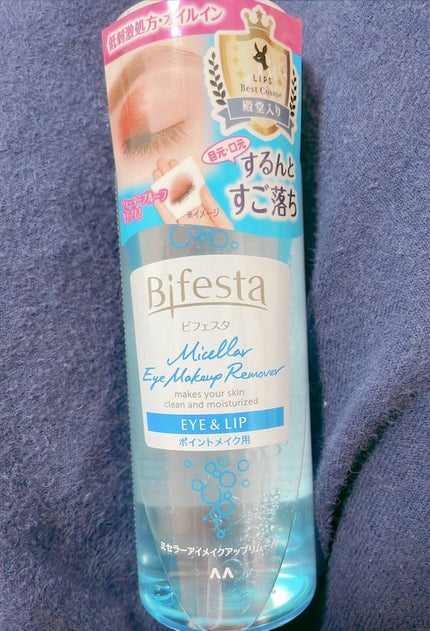 低刺激処方・オイルイン
LIPS
Best Cosme
殿堂入り
目元・口元
するんと
すご落ち
ウォータープルーフ
タイプも!
※イメージ
Bifesta
ビフェスタ
Micellar
Eye Makeup Remover
makes your skin
clean and moisturized
EYE & LIP
ポイントメイク用
ミセラーアイメイクアップリムーバー